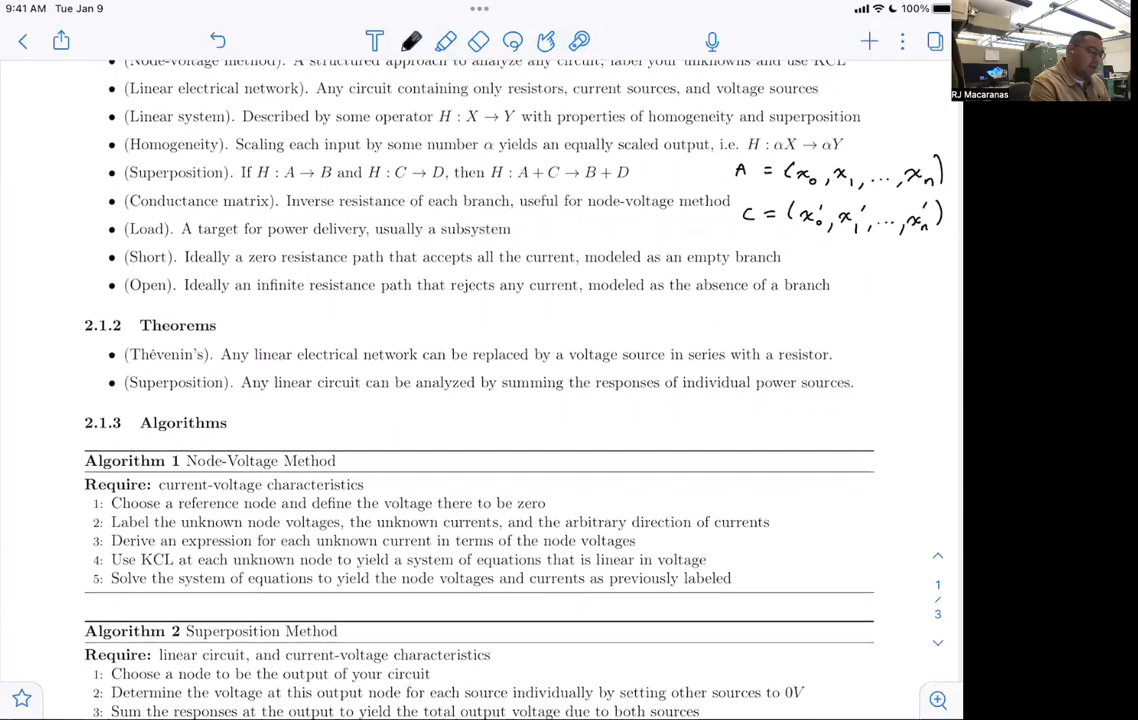 9:41 AM Tue Jan 9
100%
RJ Macaranas
• (Node-voltage method). A structured approach to analyze any circuit, label your unknowns and use KCL
• (Linear electrical network). Any circuit containing only resistors, current sources, and voltage sources
• (Linear system). Described by some operator H : X → Y with properties of homogeneity and superposition
• (Homogeneity). Scaling each input by some number α yields an equally scaled output, i.e. H : αX → αY
• (Superposition). If H : A → B and H : C → D, then H : A + C → B + D
A = (x₀, x₁, ..., xₙ)
• (Conductance matrix). Inverse resistance of each branch, useful for node-voltage method
C = (x₀', x₁', ..., xₙ')
• (Load). A target for power delivery, usually a subsystem
• (Short). Ideally a zero resistance path that accepts all the current, modeled as an empty branch
• (Open). Ideally an infinite resistance path that rejects any current, modeled as the absence of a branch
2.1.2 Theorems
• (Thévenin's). Any linear electrical network can be replaced by a voltage source in series with a resistor.
• (Superposition). Any linear circuit can be analyzed by summing the responses of individual power sources.
2.1.3 Algorithms
Algorithm 1 Node-Voltage Method
Require: current-voltage characteristics
1: Choose a reference node and define the voltage there to be zero
2: Label the unknown node voltages, the unknown currents, and the arbitrary direction of currents
3: Derive an expression for each unknown current in terms of the node voltages
4: Use KCL at each unknown node to yield a system of equations that is linear in voltage
5: Solve the system of equations to yield the node voltages and currents as previously labeled
1
/
3
Algorithm 2 Superposition Method
Require: linear circuit, and current-voltage characteristics
1: Choose a node to be the output of your circuit
2: Determine the voltage at this output node for each source individually by setting other sources to 0V
3: Sum the responses at the output to yield the total output voltage due to both sources